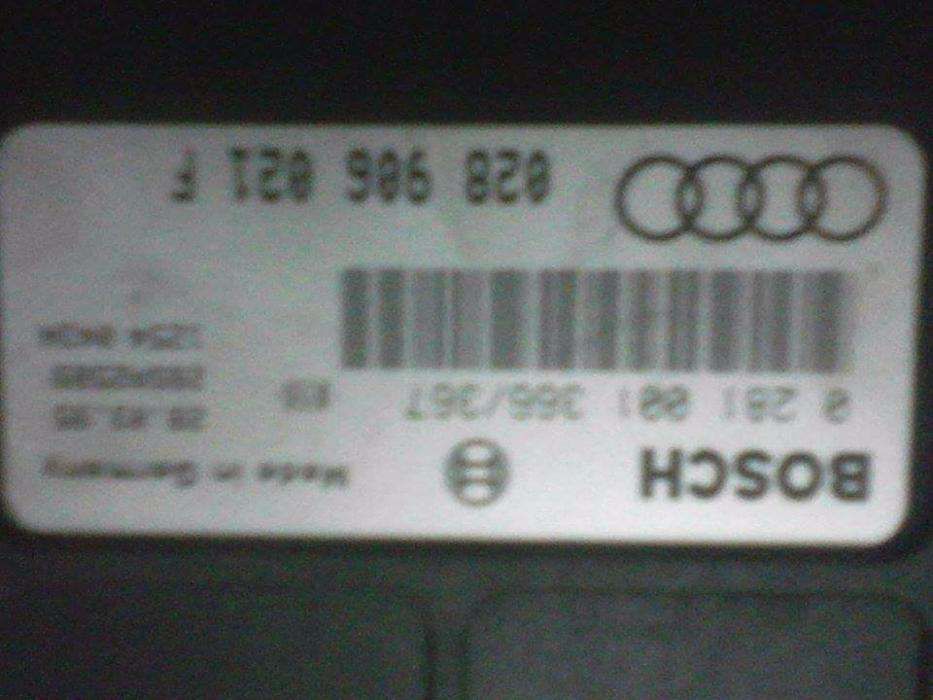 BOSCH Made in Germany
0 281 001 366/367
028 906 021 F